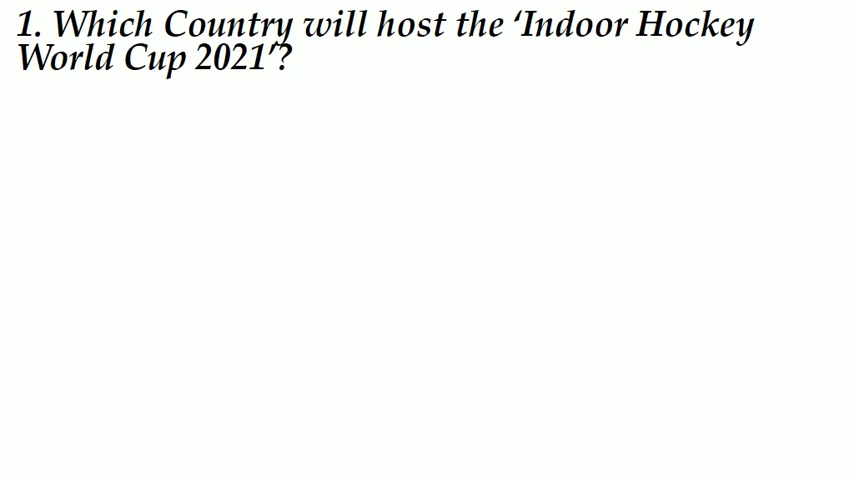 1. Which Country will host the ‘Indoor Hockey
World Cup 2021’?